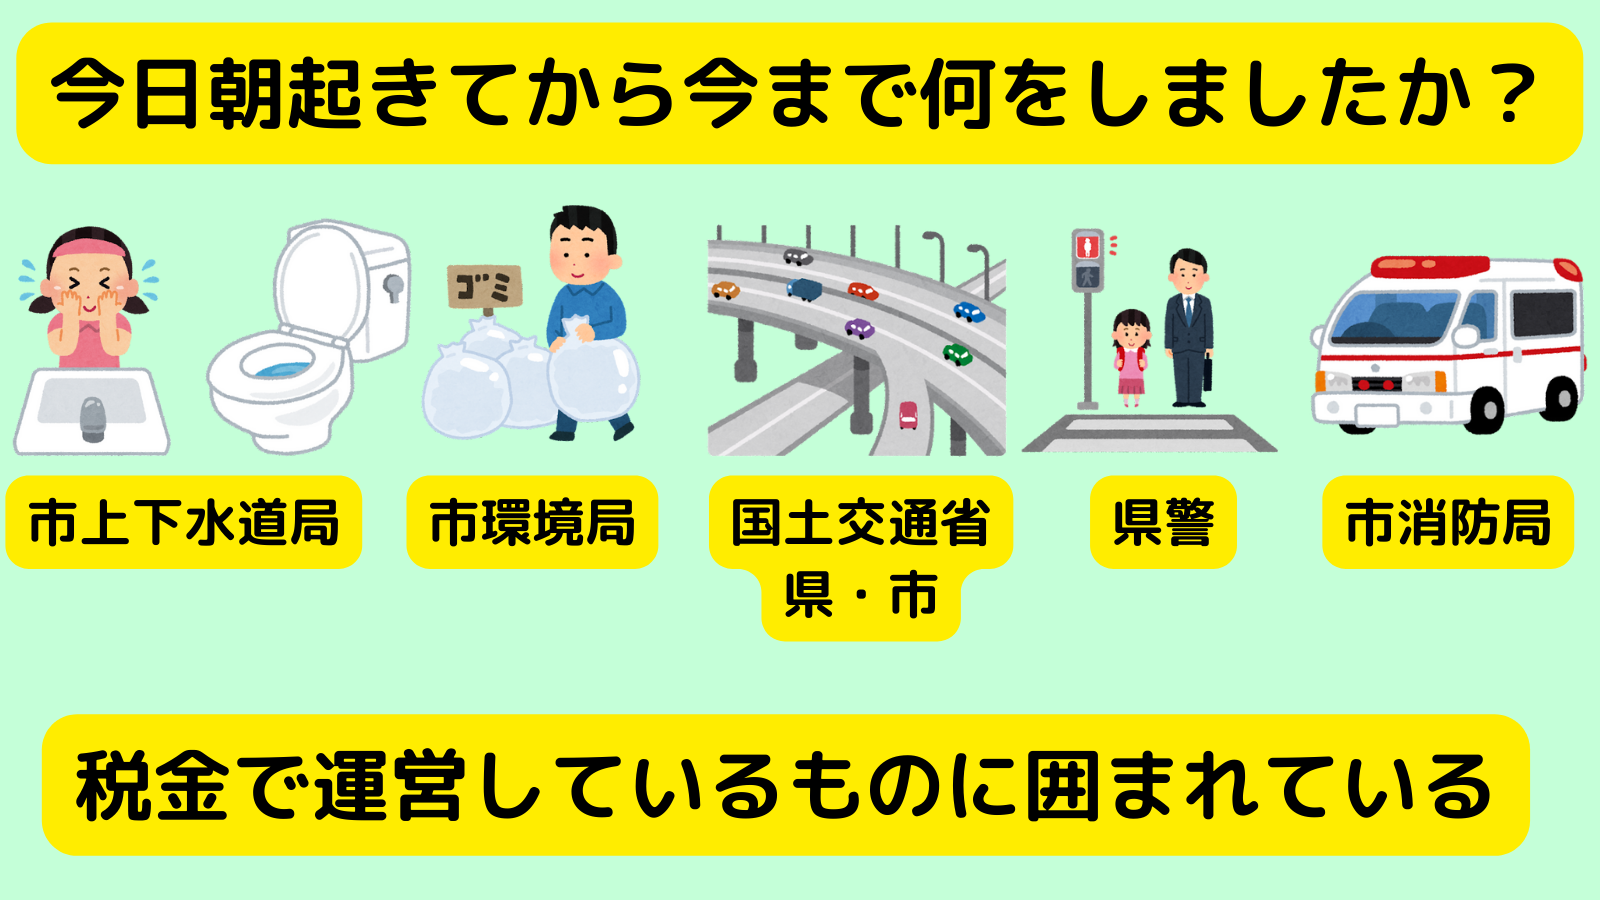 今日朝起きてから今まで何をしましたか？
ゴミ
市上下水道局
市環境局
国土交通省
県・市
県警
市消防局
税金で運営しているものに囲まれている